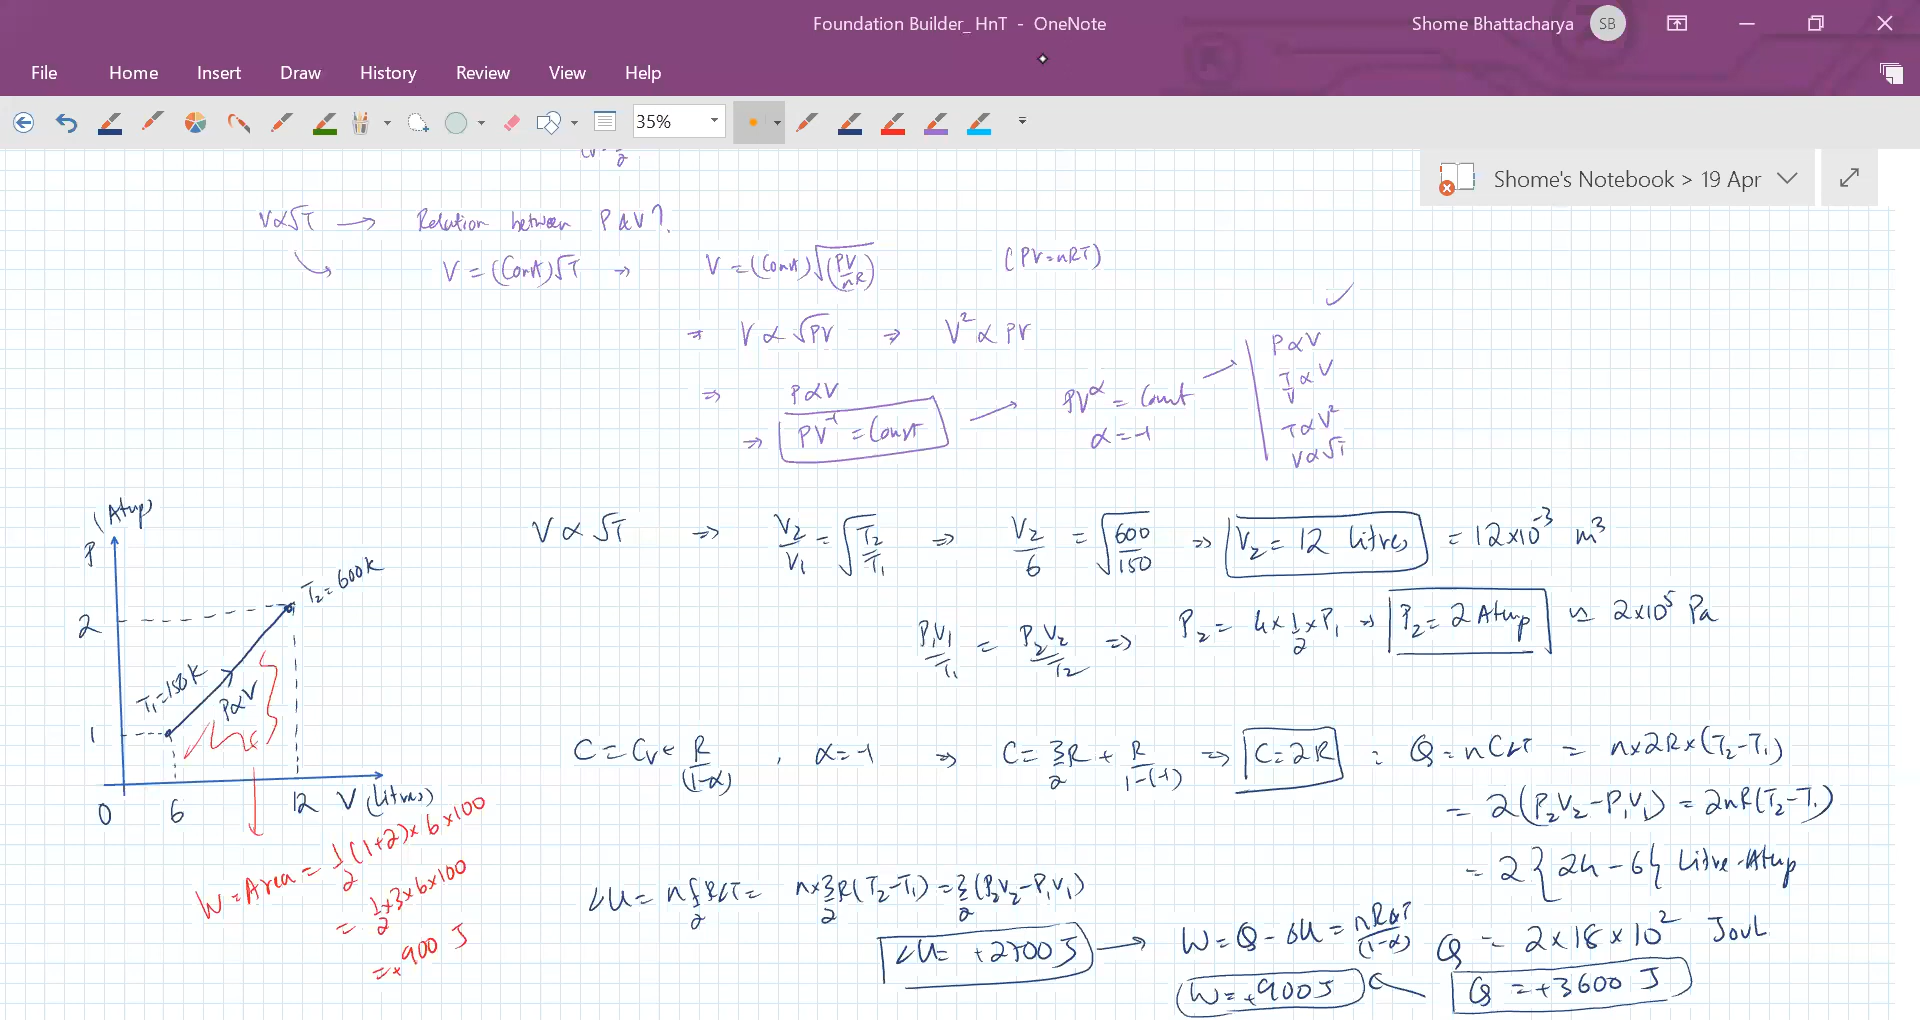 Foundation Builder_ HnT - OneNote
Shome Bhattacharya SB
File Home Insert Draw History Review View Help
35%
Shome's Notebook > 19 Apr
V∝√T → Relation between P & V?
V = (Const)√T ⇒ V = (Const)√(PV/nR) (PV = nRT)
⇒ V ∝ √PV ⇒ V² ∝ PV
⇒ P∝V
⇒ PV⁻¹ = Const → PV^α = Const
α = -1
P∝V
T/V ∝ V
T∝V²
V∝√T
(Atmp)
P
2
1
0 6 12 V (litres)
T₁=150K
T₂=600K
P∝V
W = Area = 1/2 (1+2)×6×100
= 1/2 ×3×6×100
= +900 J
V ∝ √T ⇒ V₂/V₁ = √(T₂/T₁) ⇒ V₂/6 = √(600/150) ⇒ V₂ = 12 litres = 12×10⁻³ m³
P₁V₁/T₁ = P₂V₂/T₂ ⇒ P₂ = 4 × 1/2 × P₁ ⇒ P₂ = 2 Atmp ≈ 2×10⁵ Pa
C = Cv + R/(1-α) , α = -1 ⇒ C = 3/2 R + R/(1-(-1)) ⇒ C = 2R : Q = nCΔT = n×2R×(T₂-T₁)
= 2(P₂V₂-P₁V₁) = 2nR(T₂-T₁)
= 2{24-6} Litre-Atmp
Q = 2×18×10² Joul
Q = +3600 J
ΔU = n f/2 RΔT = n×3/2 R(T₂-T₁) = 3/2 (P₂V₂-P₁V₁)
ΔU = +2700 J → W = Q - ΔU = nRΔT/(1-α)
W = +900 J